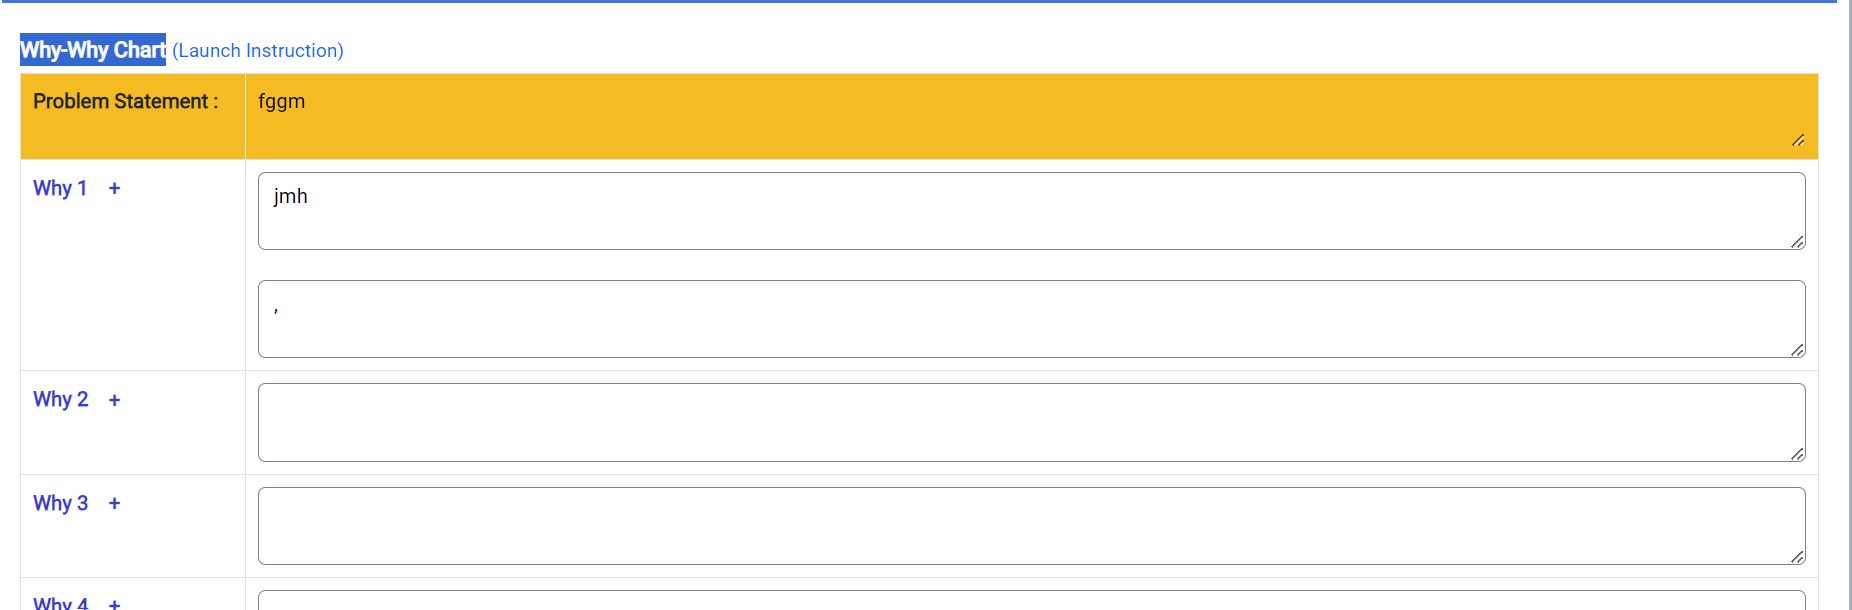 Why-Why Chart (Launch Instruction)
Problem Statement : fggm
Why 1 + jmh
,
Why 2 +
Why 3 +
Why 4 +